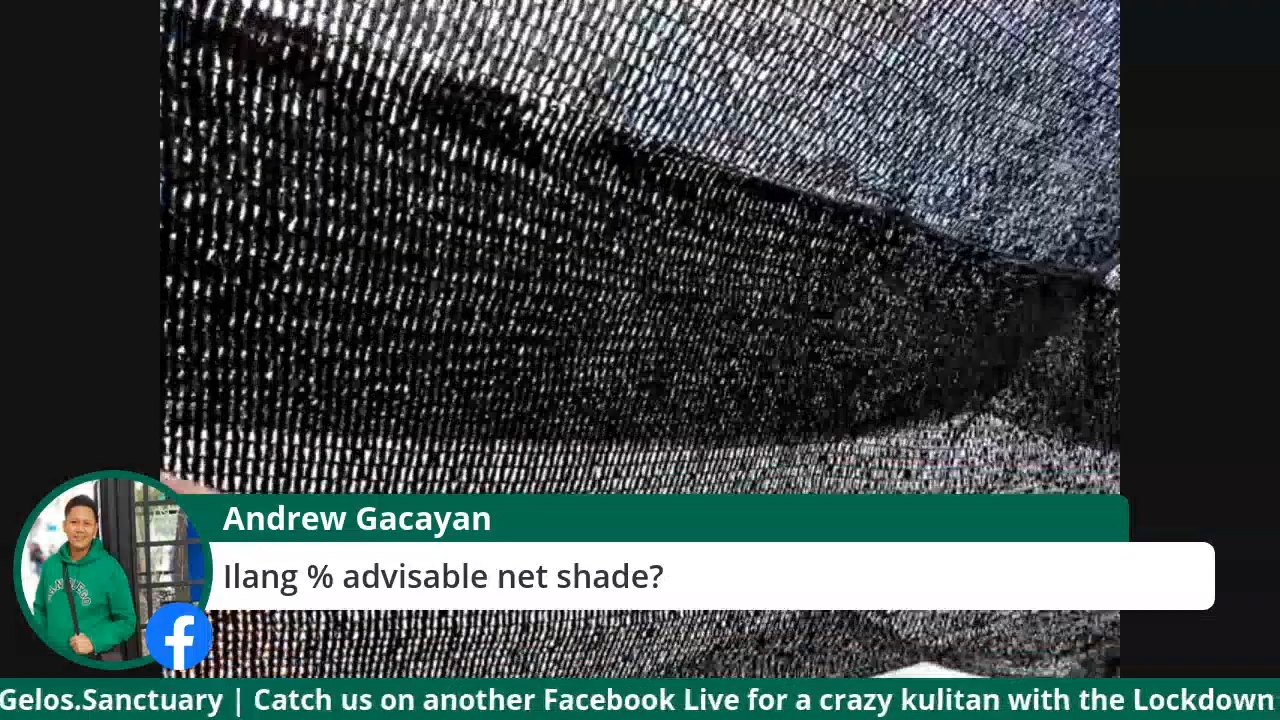 Andrew Gacayan
Ilang % advisable net shade?
Gelos.Sanctuary | Catch us on another Facebook Live for a crazy kulitan with the Lockdown